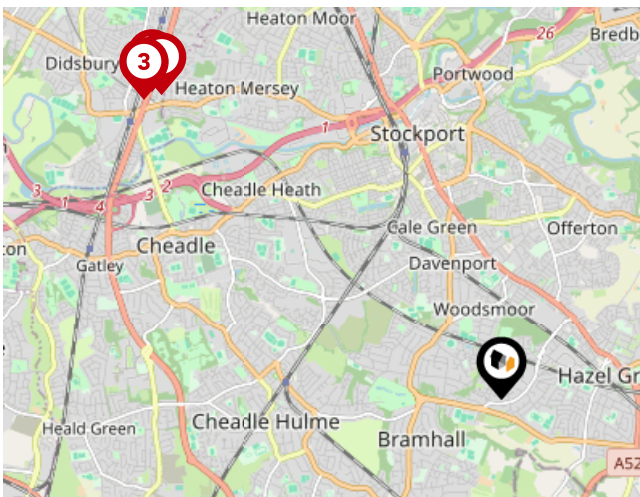 Heaton Moor
26
Bredb
Didsbury
3
Portwood
Heaton Mersey
1
Stockport
3
2
Cheadle Heath
1
4
3
Cale Green
Offerton
ton
Cheadle
Gatley
Davenport
Woodsmoor
Hazel Gr
Cheadle Hulme
Heald Green
Bramhall
A52